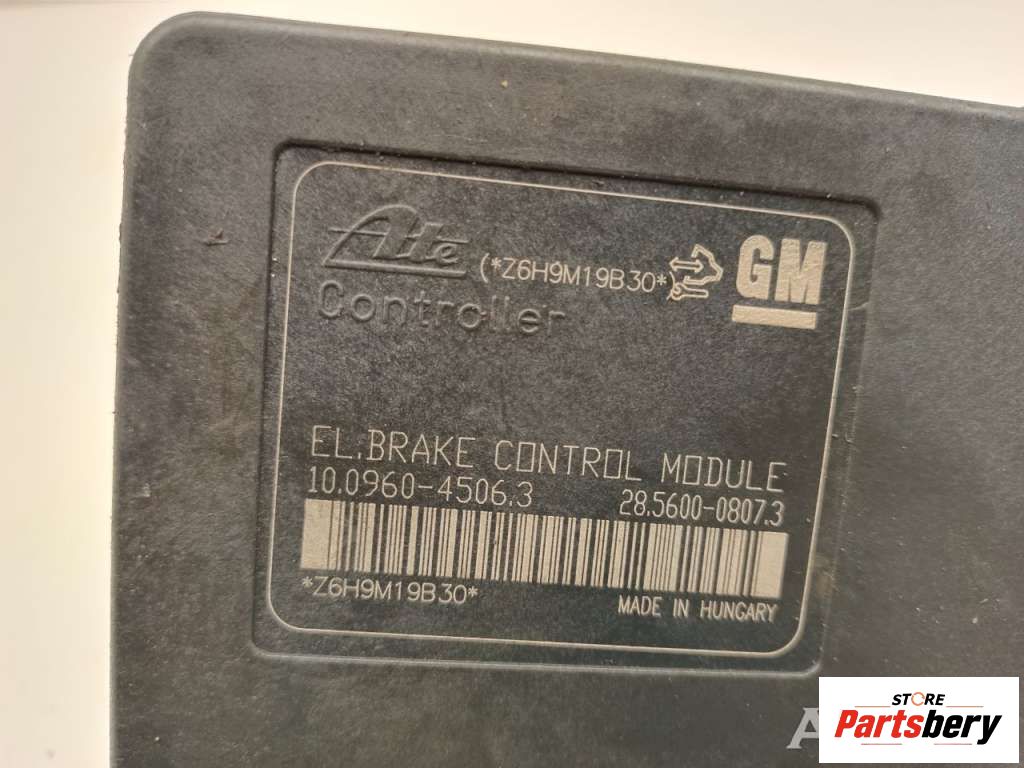 Ate
Controller
(*Z6H9M19B30*)
GM
EL.BRAKE CONTROL MODULE
10.0960-4506.3 28.5600-0807.3
*Z6H9M19B30*
MADE IN HUNGARY
STORE
Partsbery